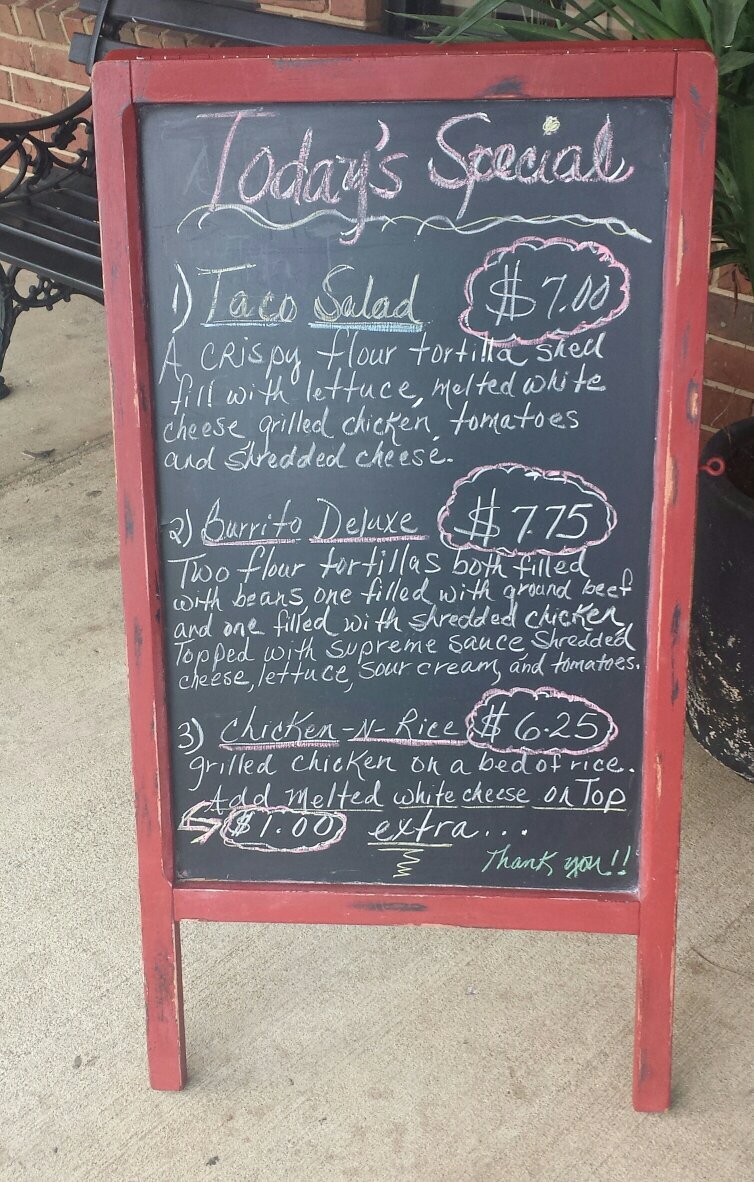 Today's Special
1) Taco Salad $7.00
A crispy flour tortilla shell
fill with lettuce, melted white
cheese grilled chicken, tomatoes
and shredded cheese.
2) Burrito Deluxe $7.75
Two flour tortillas both filled
with beans one filled with ground beef
and one filled with shredded chicken,
Topped with supreme sauce shredded
cheese, lettuce, sour cream, and tomatoes.
3) Chicken-N-Rice $6.25
grilled chicken on a bed of rice.
Add melted white cheese on Top
$1.00 extra...
Thank you!!